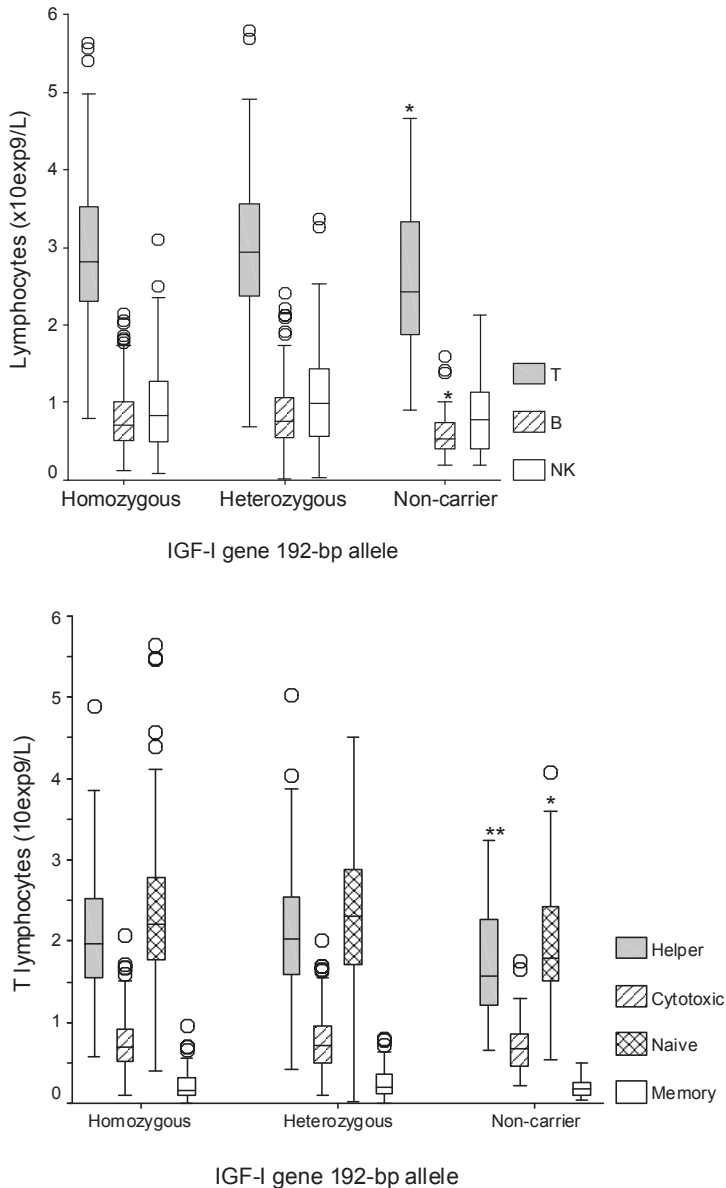 Lymphocytes (x10exp9/L)
6
5
4
3
2
1
0
*
*
T
B
NK
Homozygous Heterozygous Non-carrier
IGF-I gene 192-bp allele
T lymphocytes (10exp9/L)
6
5
4
3
2
1
0
** *
Helper
Cytotoxic
Naive
Memory
Homozygous Heterozygous Non-carrier
IGF-I gene 192-bp allele